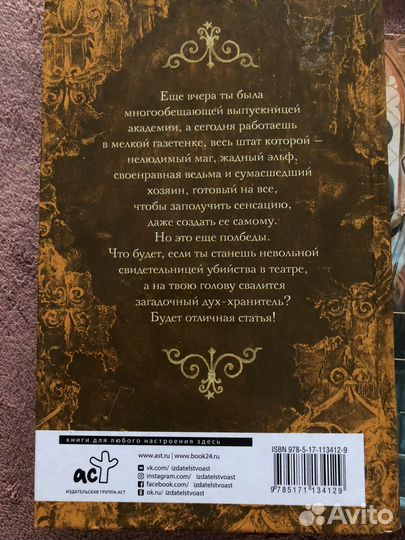 Еще вчера ты была
многообещающей выпускницей
академии, а сегодня работаешь
в мелкой газетенке, весь штат которой —
нелюдимый маг, жадный эльф,
своенравная ведьма и сумасшедший
хозяин, готовый на все,
чтобы заполучить сенсацию,
даже создать ее самому.
Но это еще полбеды.
Что будет, если ты станешь невольной
свидетельницей убийства в театре,
а на твою голову свалится
загадочный дух-хранитель?
Будет отличная статья!
книги для любого настроения здесь
аст
ИЗДАТЕЛЬСКАЯ ГРУППА АСТ
www.ast.ru | www.book24.ru
vk.com/ izdatelstvoast
instagram.com/ izdatelstvoast
facebook.com/ izdatelstvoast
ok.ru/ izdatelstvoast
ISBN 978-5-17-113412-9
9 785171 134129
Avito